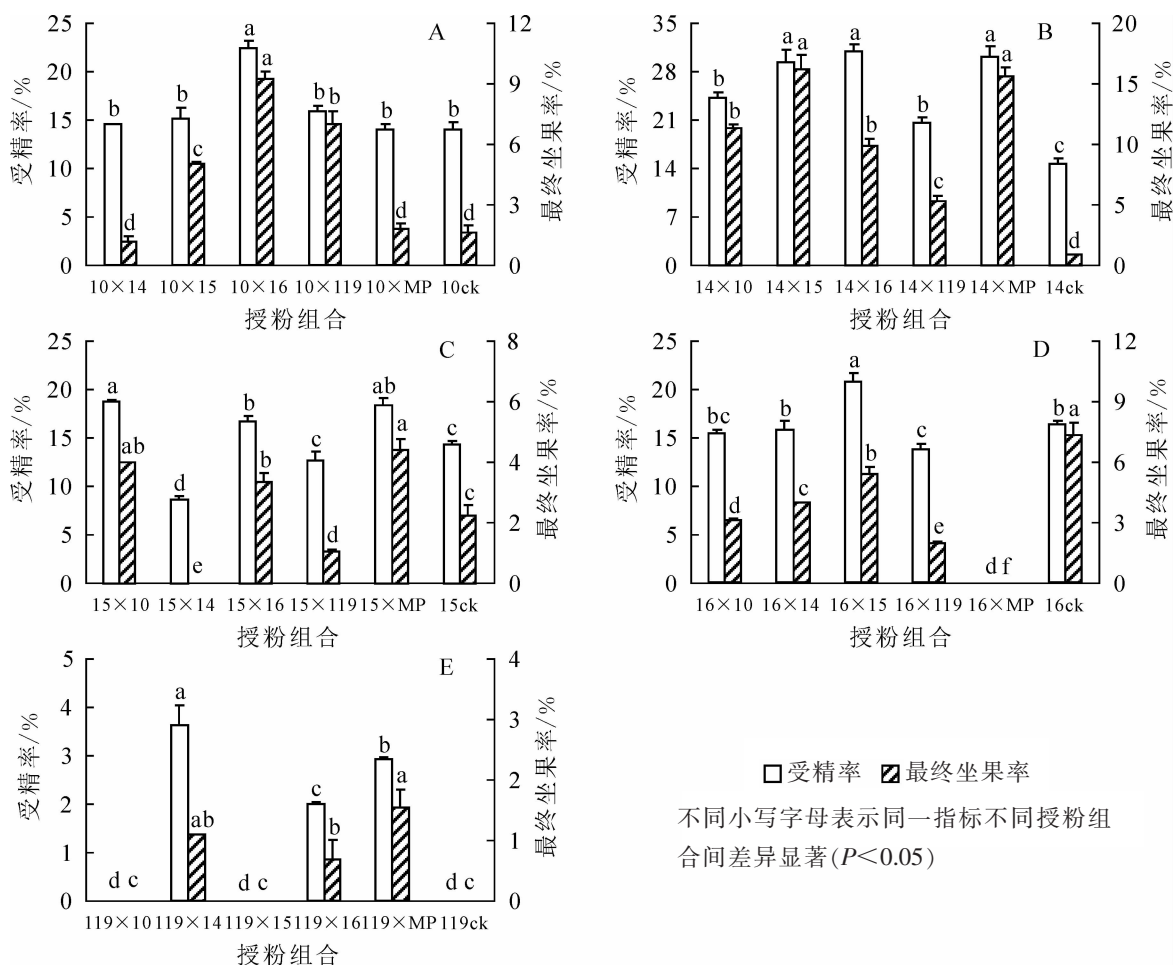 A
受精率/%
最终坐果率/%
25
20
15
10
5
0
12
9
6
3
0
b d
b c
a a
b b
b d
b d
10×14 10×15 10×16 10×119 10×MP 10ck
授粉组合
B
受精率/%
最终坐果率/%
35
28
21
14
7
0
20
15
10
5
0
b b
a a
a b
b c
a a
c d
14×10 14×15 14×16 14×119 14×MP 14ck
授粉组合
C
受精率/%
最终坐果率/%
25
20
15
10
5
0
8
6
4
2
0
a ab
d e
c b
c d
ab a
c c
15×10 15×14 15×16 15×119 15×MP 15ck
授粉组合
D
受精率/%
最终坐果率/%
25
20
15
10
5
0
12
9
6
3
0
bc d
b c
a b
c e
d f
b a
16×10 16×14 16×15 16×119 16×MP 16ck
授粉组合
E
受精率/%
最终坐果率/%
5
4
3
2
1
0
4
3
2
1
0
d c
a ab
d c
c b
b a
d c
119×10 119×14 119×15 119×16 119×MP 119ck
授粉组合
受精率 最终坐果率
不同小写字母表示同一指标不同授粉组
合间差异显著(P<0.05)